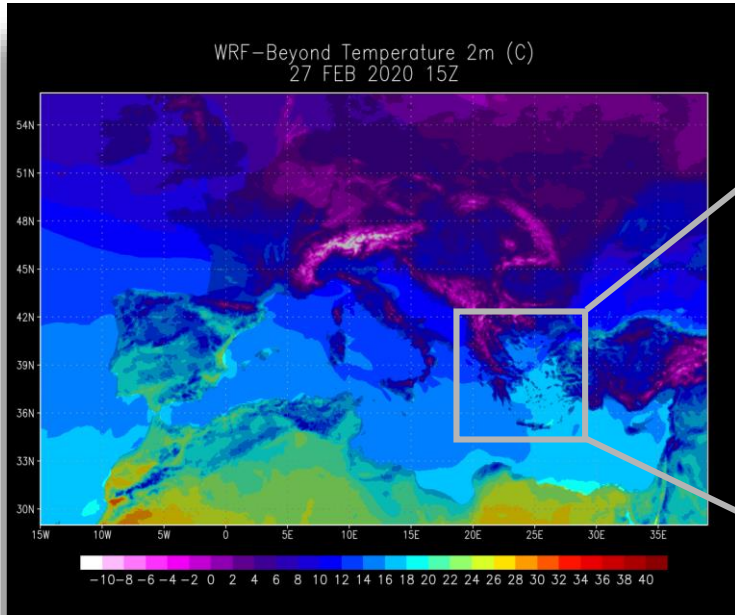 WRF-Beyond Temperature 2m (C)
27 FEB 2020 15Z
54N
51N
48N
45N
42N
39N
36N
33N
30N
15W 10W 5W 0 5E 10E 15E 20E 25E 30E 35E
-10 -8 -6 -4 -2 0 2 4 6 8 10 12 14 16 18 20 22 24 26 28 30 32 34 36 38 40